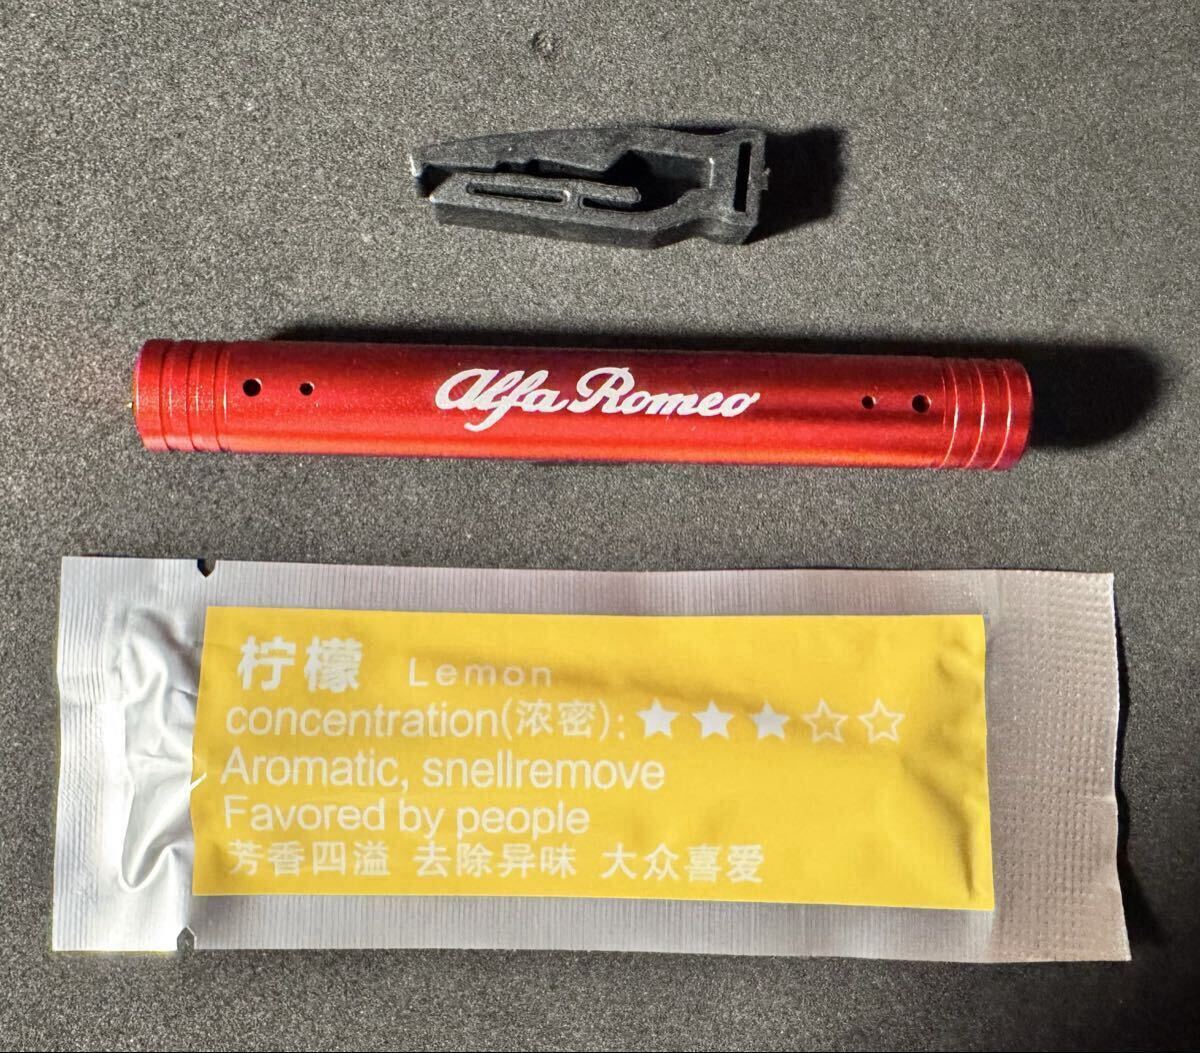 Alfa Romeo
柠檬 Lemon
concentration(浓密):★★★☆☆
Aromatic, snellremove
Favored by people
芳香四溢 去除异味 大众喜爱